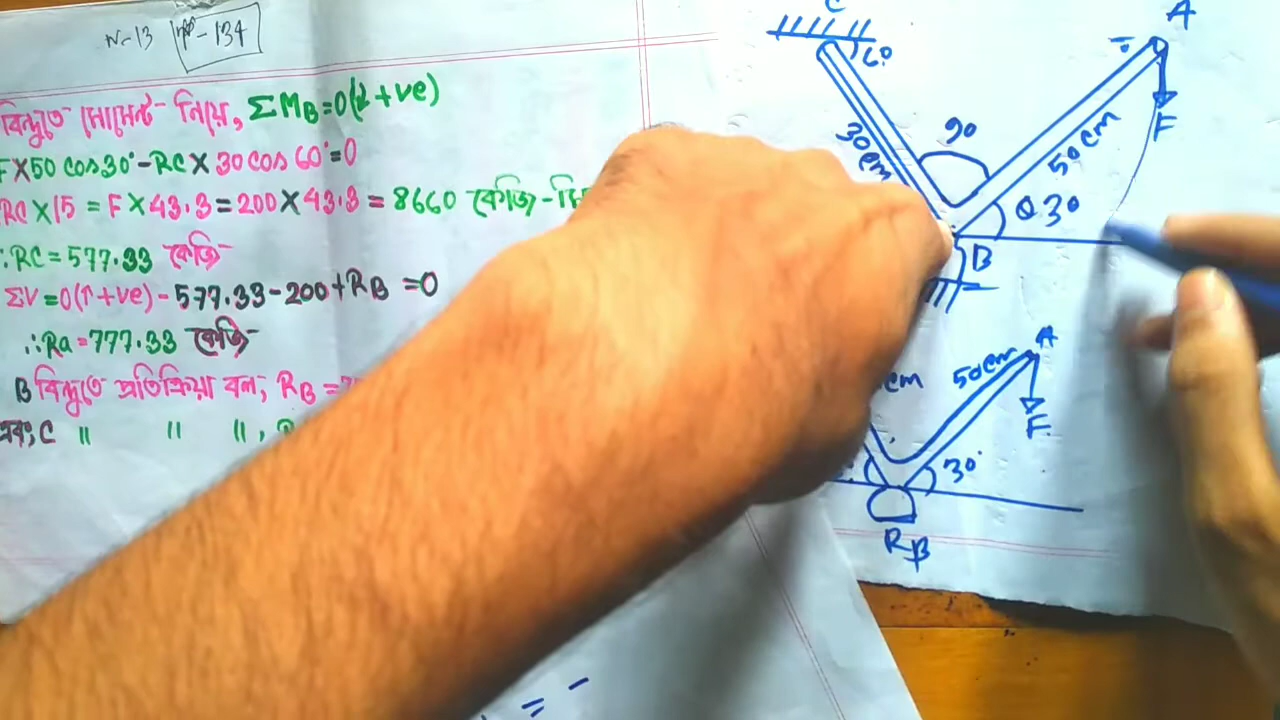 পৃ - 134
বিন্দুতে মোমেন্ট নিয়ে, ΣMB=0(+ve)
F×50 cos30°-RC×30 cos 60°=0
RC×15 = F×43.3=200×43.3 = 8660 কেজি-
∴RC=577.33 কেজি
ΣV=0(↑+ve)-577.33-200+RB =0
∴Ra=777.33 কেজি
B বিন্দুতে প্রতিক্রিয়া বল, RB =
এবং, C " " ",
C
60
A
90
30cm
50cm
F
θ 30
B
cm
50cm
A
F
30°
RB
= -